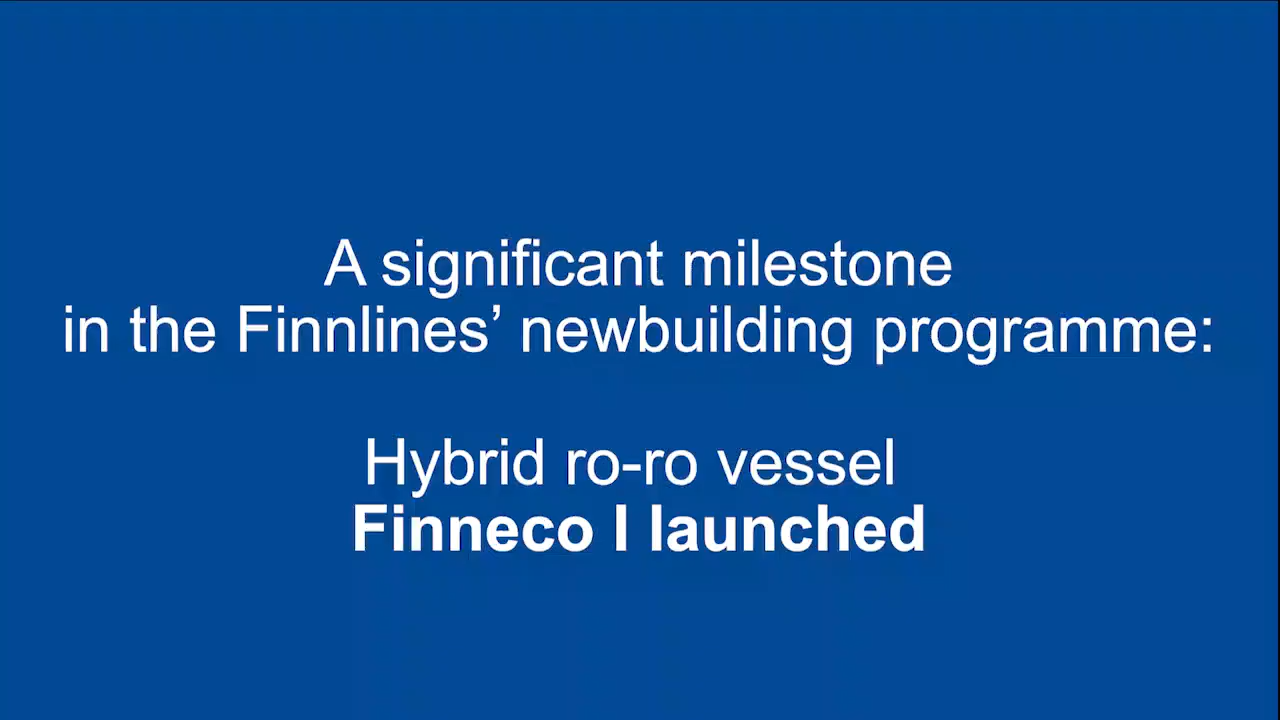 A significant milestone
in the Finnlines’ newbuilding programme:
Hybrid ro-ro vessel
Finneco I launched